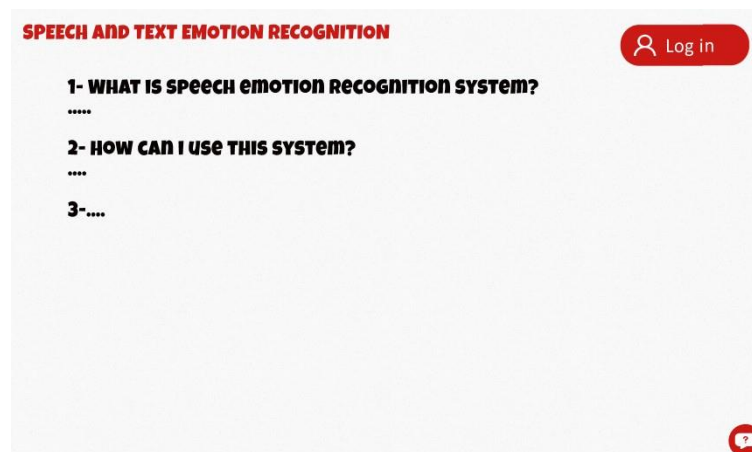 SPEECH AND TEXT EMOTION RECOGNITION
Log in
1- WHAT IS SPEECH EMOTION RECOGNITION SYSTEM?
.....
2- HOW CAN I USE THIS SYSTEM?
....
3-....
?